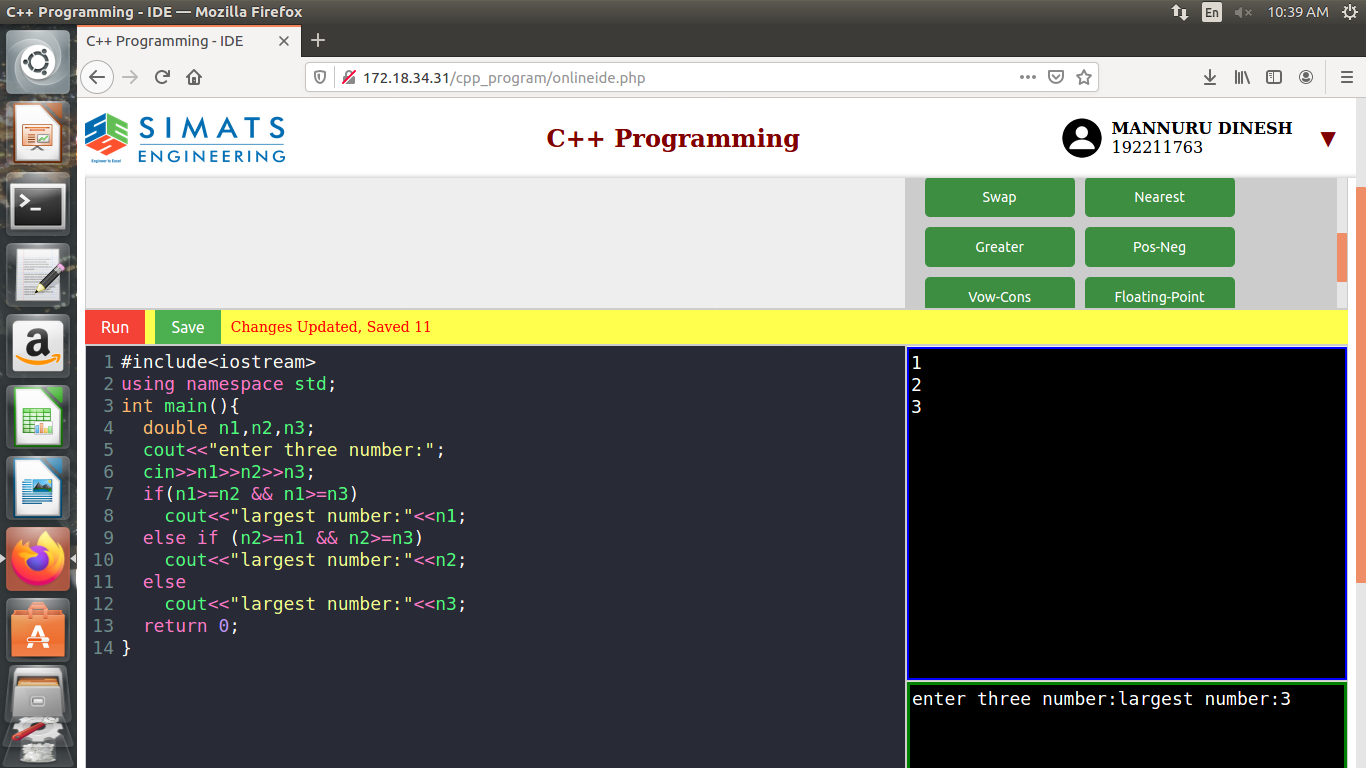 C++ Programming - IDE — Mozilla Firefox
En
10:39 AM
C++ Programming - IDE
172.18.34.31/cpp_program/onlineide.php
SIMATS
ENGINEERING
Engineer to Excel
C++ Programming
MANNURU DINESH
192211763
Swap
Nearest
Greater
Pos-Neg
Vow-Cons
Floating-Point
Run
Save
Changes Updated, Saved 11
1 #include<iostream>
2 using namespace std;
3 int main(){
4   double n1,n2,n3;
5   cout<<"enter three number:";
6   cin>>n1>>n2>>n3;
7   if(n1>=n2 && n1>=n3)
8     cout<<"largest number:"<<n1;
9   else if (n2>=n1 && n2>=n3)
10     cout<<"largest number:"<<n2;
11   else
12     cout<<"largest number:"<<n3;
13   return 0;
14 }
1
2
3
enter three number:largest number:3